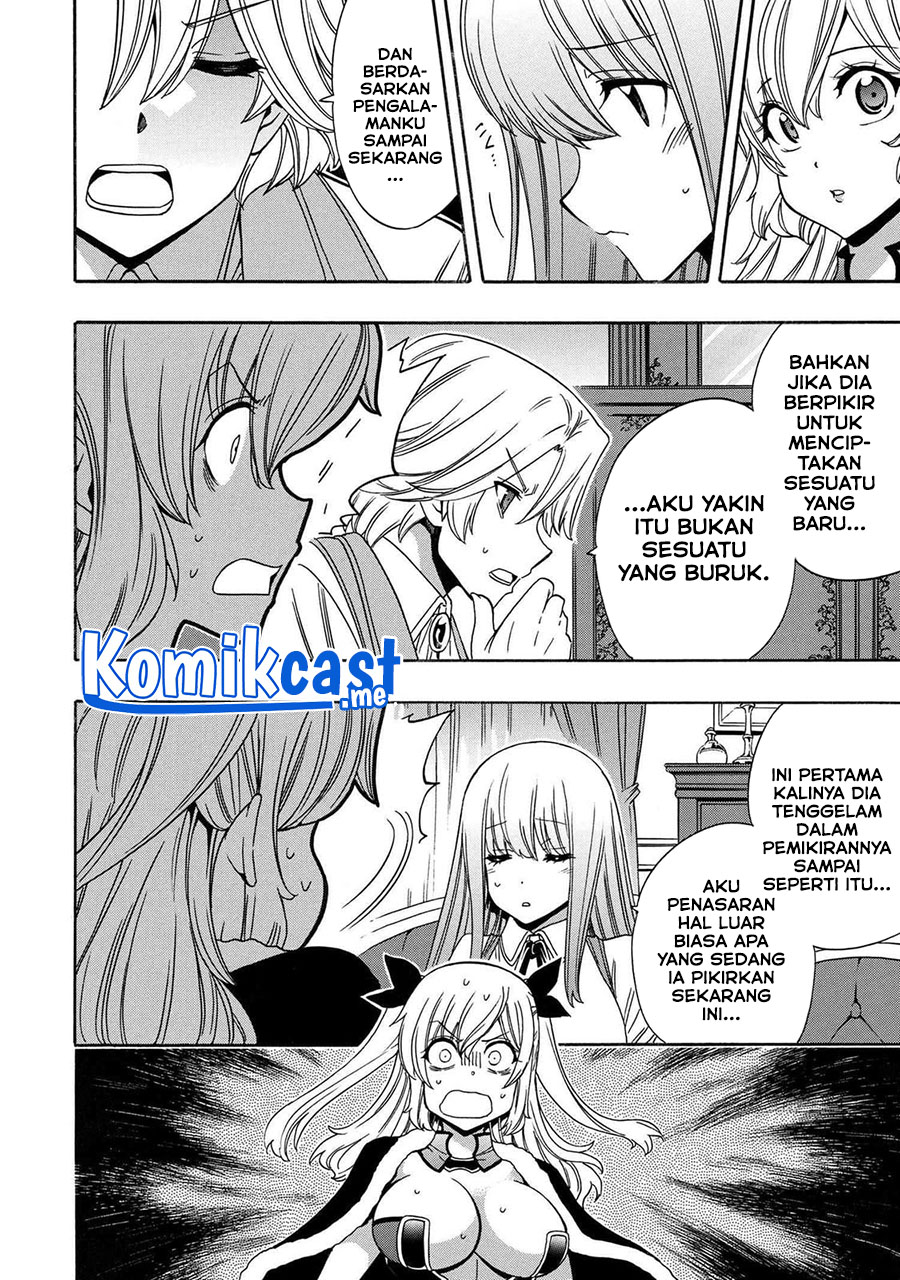 DAN
BERDA-
SARKAN
PENGALA-
MANKU
SAMPAI
SEKARANG
...
BAHKAN
JIKA DIA
BERPIKIR
UNTUK
MENCIP-
TAKAN
SESUATU
YANG
BARU...
...AKU YAKIN
ITU BUKAN
SESUATU
YANG BURUK.
Komikcast
.me
INI PERTAMA
KALINYA DIA
TENGGELAM
DALAM
PEMIKIRANNYA
SAMPAI
SEPERTI ITU...
AKU
PENASARAN
HAL LUAR
BIASA APA
YANG SEDANG
IA PIKIRKAN
SEKARANG
INI...